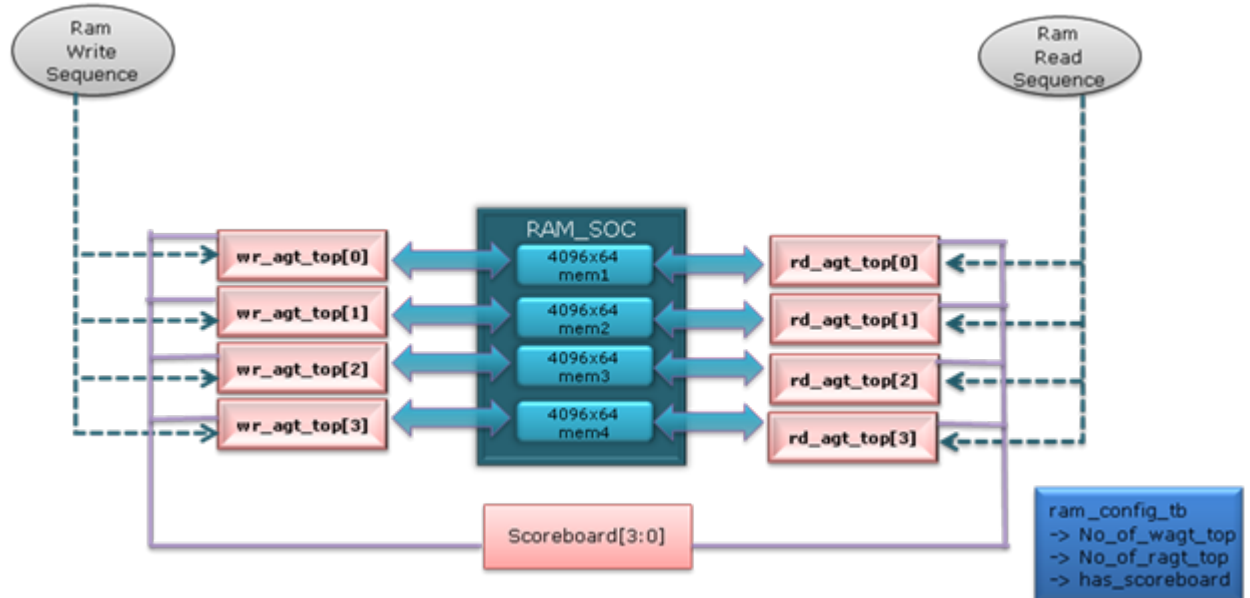 Ram
Write
Sequence
Ram
Read
Sequence
RAM_SOC
wr_agt_top[0]
4096x64
mem1
rd_agt_top[0]
wr_agt_top[1]
4096x64
mem2
rd_agt_top[1]
wr_agt_top[2]
4096x64
mem3
rd_agt_top[2]
wr_agt_top[3]
4096x64
mem4
rd_agt_top[3]
Scoreboard[3:0]
ram_config_tb
-> No_of_wagt_top
-> No_of_ragt_top
-> has_scoreboard